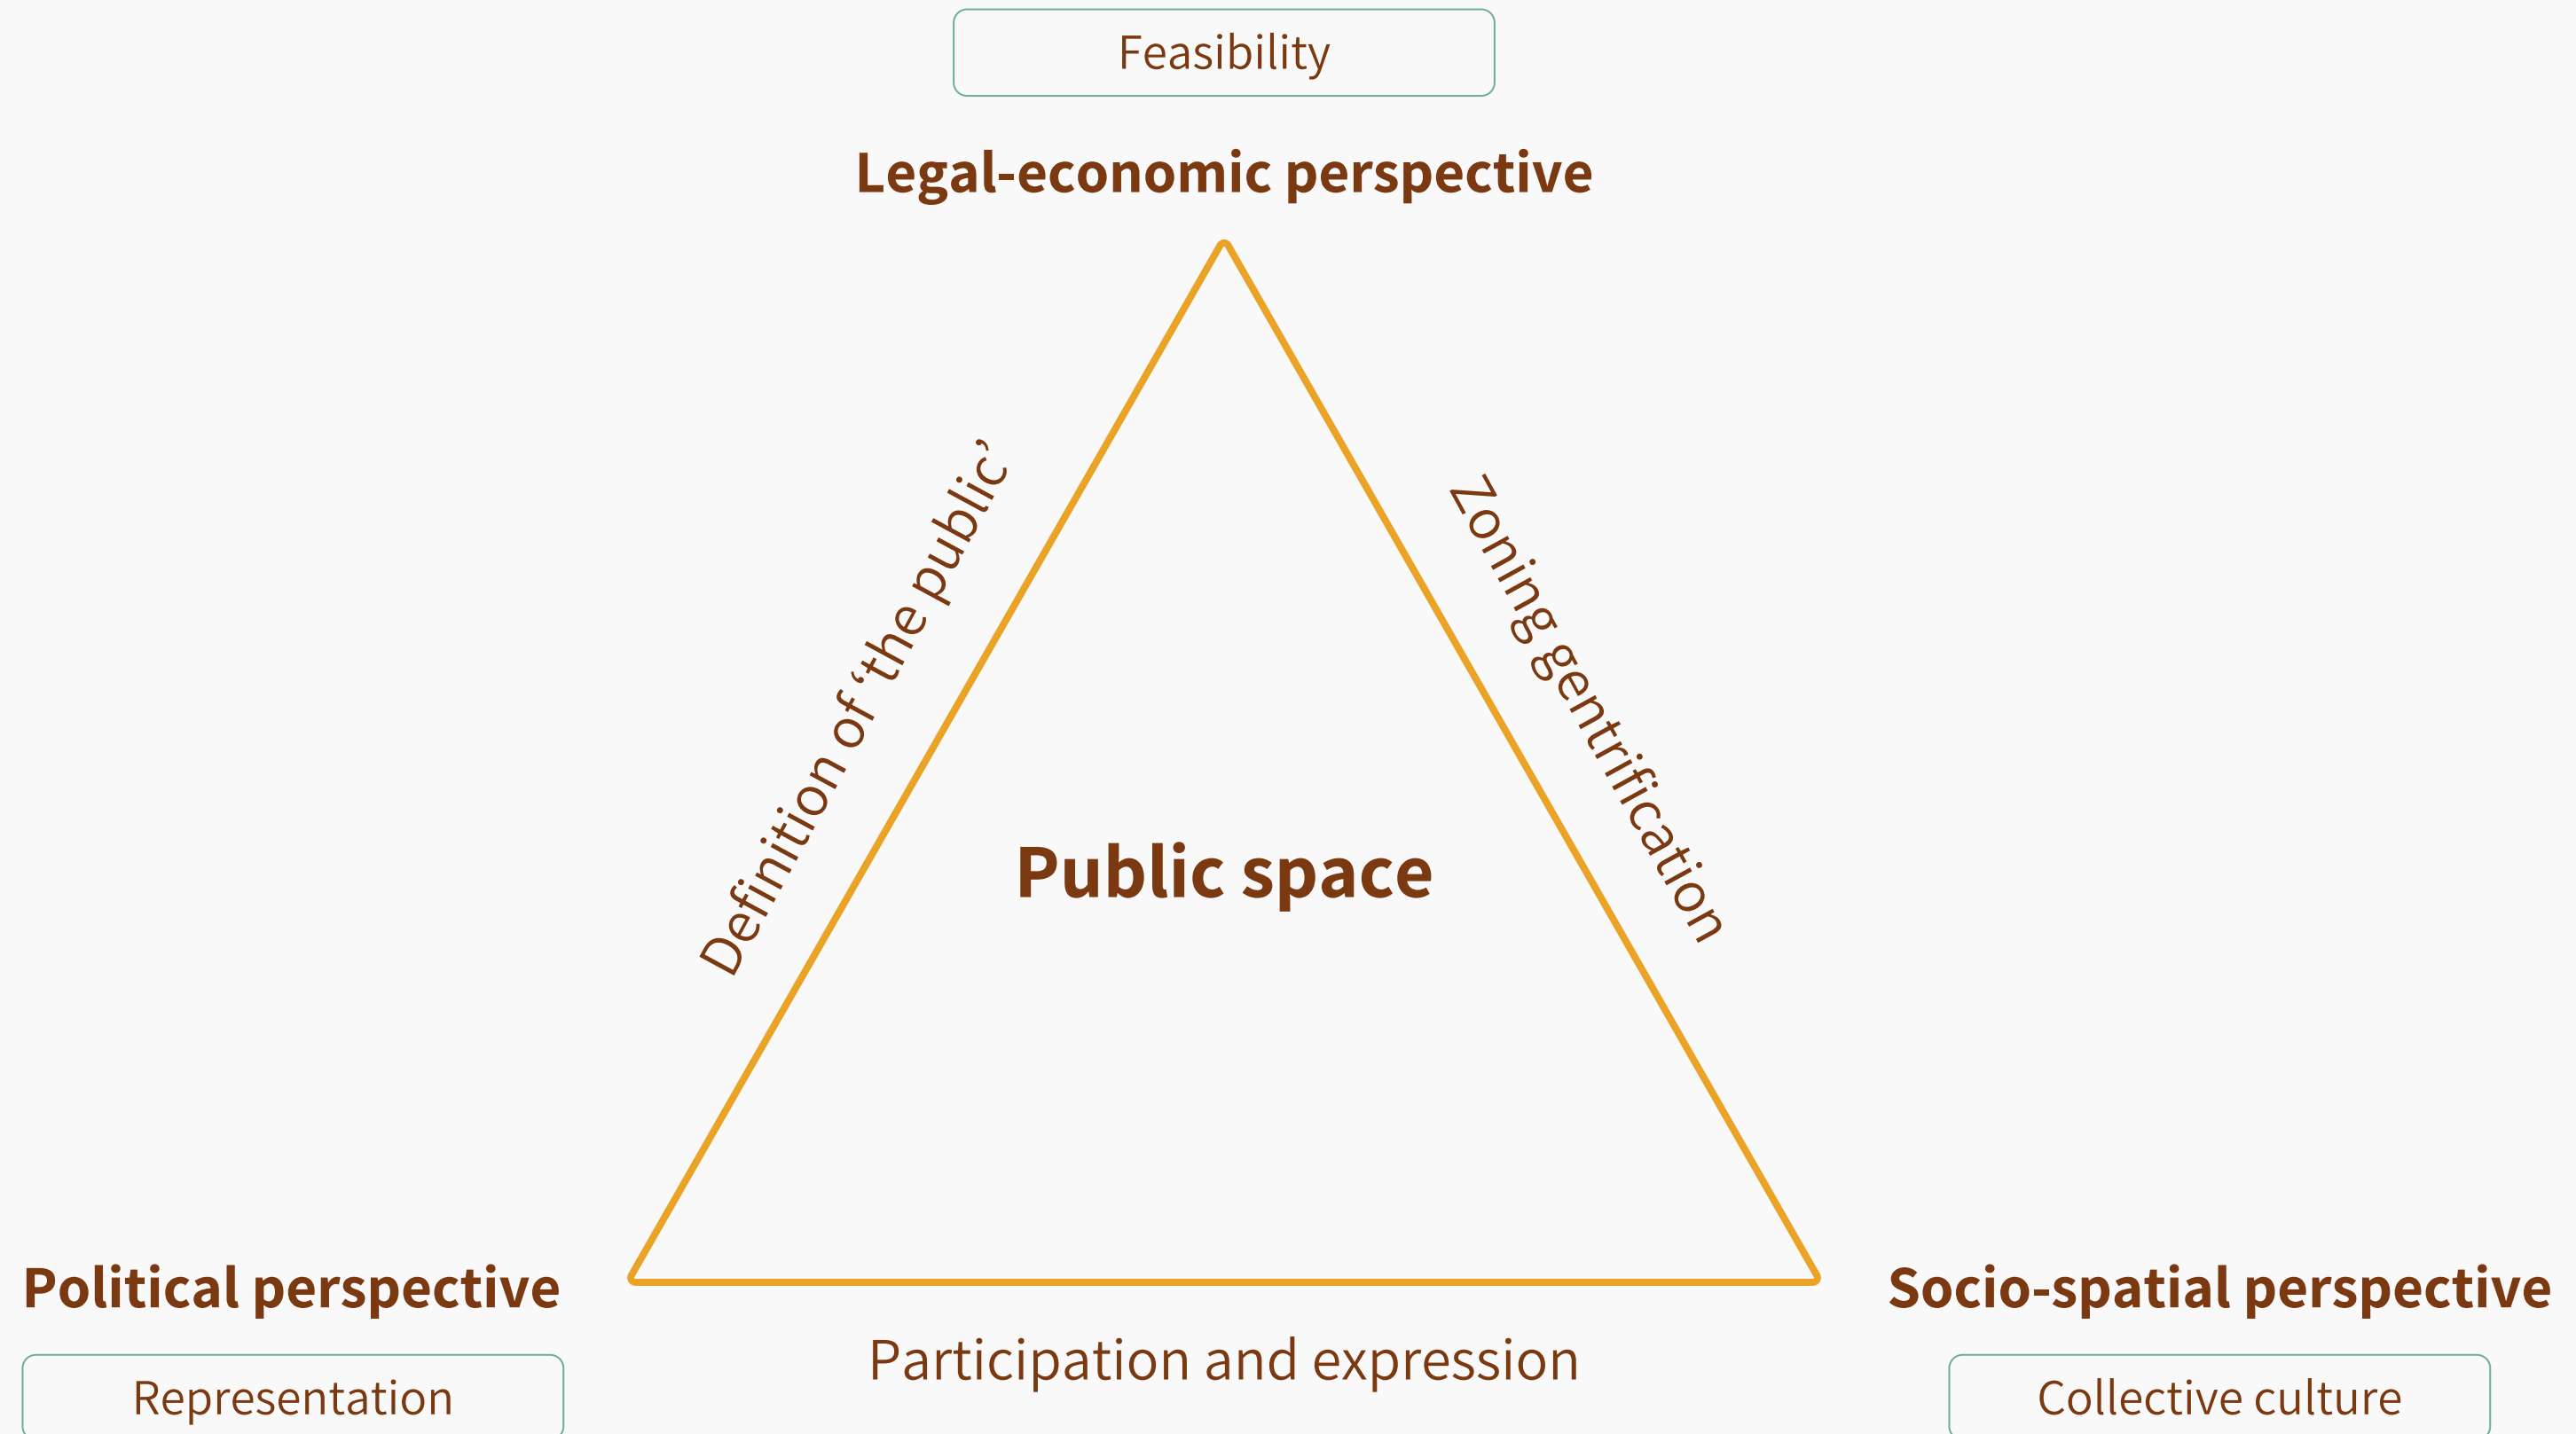 Feasibility
Legal-economic perspective
Definition of ‘the public’
Zoning gentrification
Public space
Political perspective
Socio-spatial perspective
Participation and expression
Representation
Collective culture